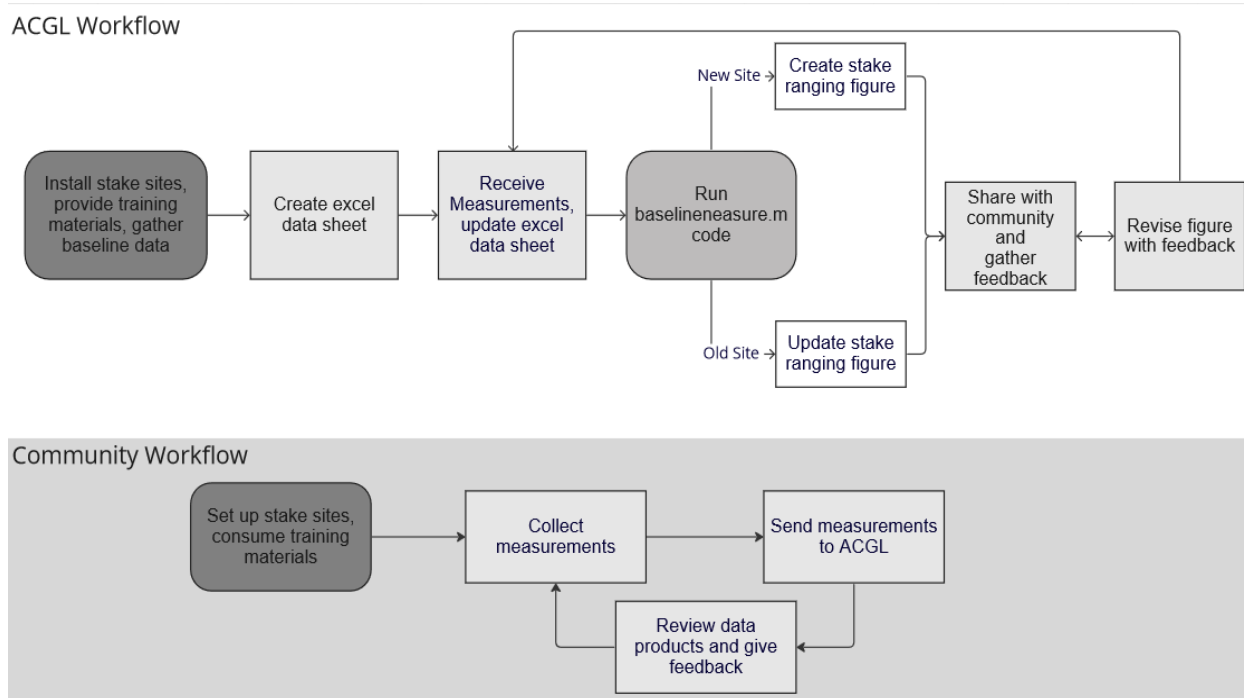 ACGL Workflow
Install stake sites,
provide training
materials, gather
baseline data
Create excel
data sheet
Receive
Measurements,
update excel
data sheet
Run
baselineneasure.m
code
New Site
Create stake
ranging figure
Old Site
Update stake
ranging figure
Share with
community
and
gather
feedback
Revise figure
with feedback
Community Workflow
Set up stake sites,
consume training
materials
Collect
measurements
Send measurements
to ACGL
Review data
products and give
feedback